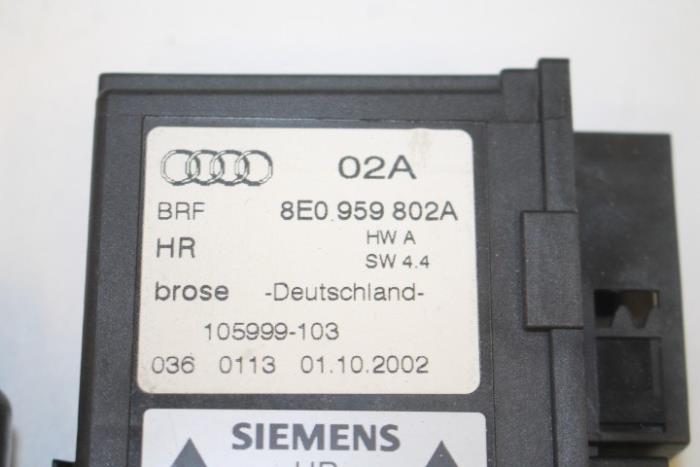 02A
BRF 8E0 959 802A
HR HW A
SW 4.4
brose -Deutschland-
105999-103
036 0113 01.10.2002
SIEMENS